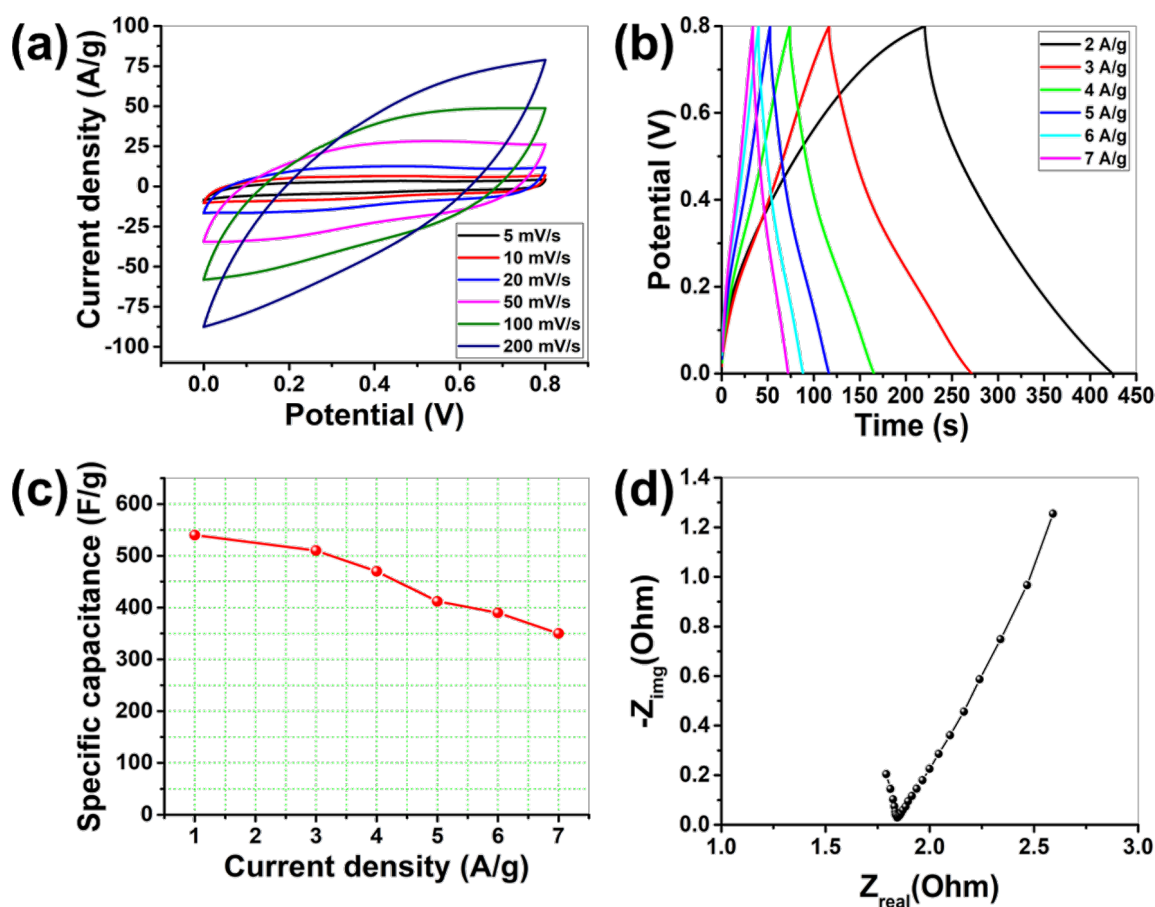 (a)
Current density (A/g)
100
75
50
25
0
-25
-50
-75
-100
5 mV/s
10 mV/s
20 mV/s
50 mV/s
100 mV/s
200 mV/s
0.0 0.2 0.4 0.6 0.8
Potential (V)
(b)
Potential (V)
0.8
0.6
0.4
0.2
0.0
2 A/g
3 A/g
4 A/g
5 A/g
6 A/g
7 A/g
0 50 100 150 200 250 300 350 400 450
Time (s)
(c)
Specific capacitance (F/g)
600
500
400
300
200
100
0
1 2 3 4 5 6 7
Current density (A/g)
(d)
-Zimg(Ohm)
1.4
1.2
1.0
0.8
0.6
0.4
0.2
0.0
1.0 1.5 2.0 2.5 3.0
Zreal(Ohm)